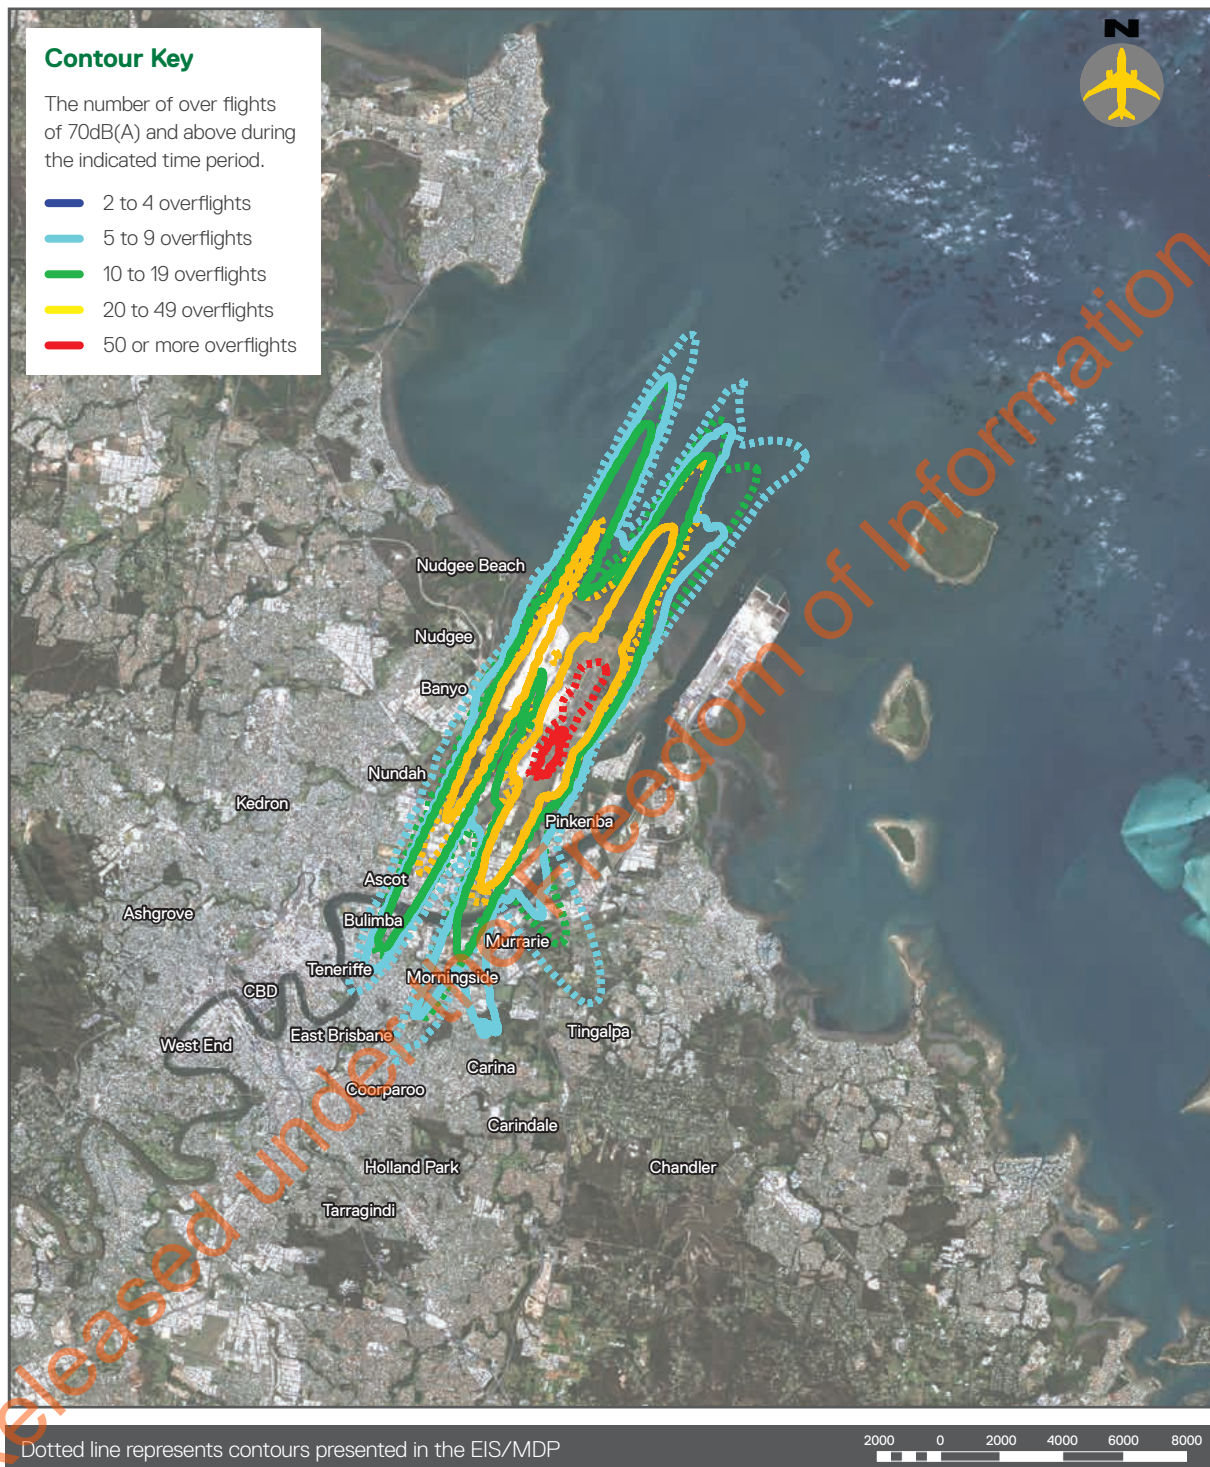 Contour Key
The number of over flights
of 70dB(A) and above during
the indicated time period.
2 to 4 overflights
5 to 9 overflights
10 to 19 overflights
20 to 49 overflights
50 or more overflights
N
Nudgee Beach
Nudgee
Banyo
Nundah
Kedron
Pinkenba
Ascot
Ashgrove
Bulimba
Murrarie
Teneriffe
Morningside
CBD
East Brisbane
Tingalpa
West End
Carina
Coorparoo
Carindale
Holland Park
Chandler
Tarragindi
eleased under the Freedom of Information
Dotted line represents contours presented in the EIS/MDP
2000 0 2000 4000 6000 8000